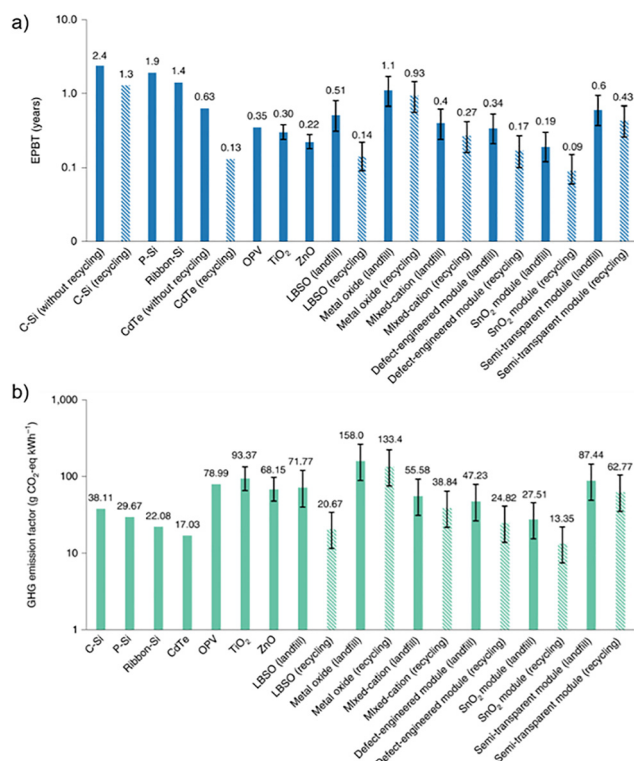 a)
EPBT (years)
10.0
1.0
0.1
0
2.4
1.3
1.9
1.4
0.63
0.13
0.35
0.30
0.22
0.51
0.14
1.1
0.93
0.4
0.27
0.34
0.17
0.19
0.09
0.6
0.43
C-Si (without recycling)
C-Si (recycling)
P-Si
Ribbon-Si
CdTe (without recycling)
CdTe (recycling)
OPV
TiO₂
ZnO
LBSO (landfill)
LBSO (recycling)
Metal oxide (landfill)
Metal oxide (recycling)
MIxed-cation (landfill)
MIxed-cation (recycling)
Defect-engineered module (landfill)
Defect-engineered module (recycling)
SnO₂ module (landfill)
SnO₂ module (recycling)
Semi-transparent module (landfill)
Semi-transparent module (recycling)
b)
GHG emission factor (g CO₂-eq kWh⁻¹)
1,000
100
10
1
38.11
29.67
22.08
17.03
78.99
93.37
68.15
71.77
20.67
158.0
133.4
55.58
38.84
47.23
24.82
27.51
13.35
87.44
62.77
C-Si
P-Si
Ribbon-Si
CdTe
OPV
TiO₂
ZnO
LBSO (landfill)
LBSO (recycling)
Metal oxide (landfill)
Metal oxide (recycling)
MIxed-cation (landfill)
MIxed-cation (recycling)
Defect-engineered module (landfill)
Defect-engineered module (recycling)
SnO₂ module (landfill)
SnO₂ module (recycling)
Semi-transparent module (landfill)
Semi-transparent module (recycling)